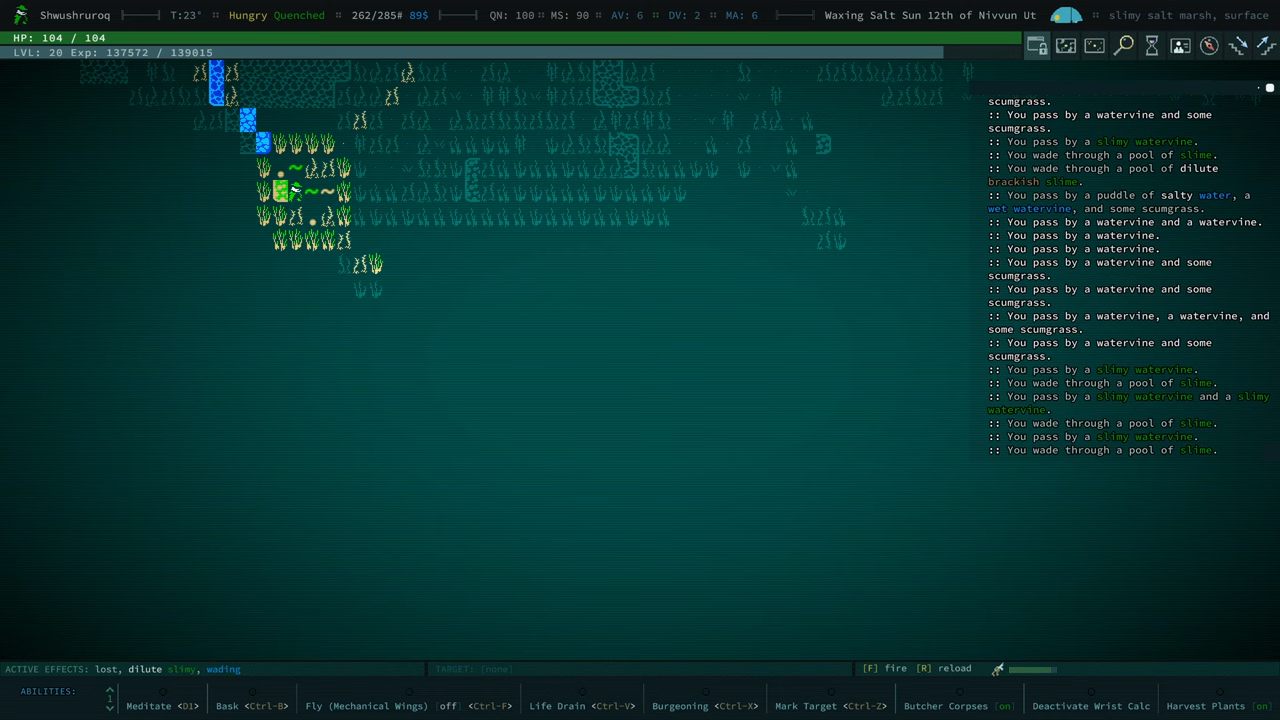 Shwushruroq T:23° Hungry Quenched 262/285# 89$ QN: 100 MS: 90 AV: 6 DV: 2 MA: 6 Waxing Salt Sun 12th of Nivvun Ut slimy salt marsh, surface
HP: 104 / 104
LVL: 20 Exp: 137572 / 139015
scumgrass.
:: You pass by a watervine and some
scumgrass.
:: You pass by a slimy watervine.
:: You wade through a pool of slime.
:: You wade through a pool of dilute
brackish slime.
:: You pass by a puddle of salty water, a
wet watervine, and some scumgrass.
:: You pass by a watervine and a watervine.
:: You pass by a watervine.
:: You pass by a watervine.
:: You pass by a watervine and some
scumgrass.
:: You pass by a watervine and some
scumgrass.
:: You pass by a watervine, a watervine, and
some scumgrass.
:: You pass by a watervine and some
scumgrass.
:: You pass by a slimy watervine.
:: You wade through a pool of slime.
:: You pass by a slimy watervine and a slimy
watervine.
:: You wade through a pool of slime.
:: You pass by a slimy watervine.
:: You wade through a pool of slime.
ACTIVE EFFECTS: lost, dilute slimy, wading
TARGET: [none]
[F] fire [R] reload
ABILITIES: 1 Meditate <D1> Bask <Ctrl-B> Fly (Mechanical Wings) [off] <Ctrl-F> Life Drain <Ctrl-V> Burgeoning <Ctrl-X> Mark Target <Ctrl-Z> Butcher Corpses [on] Deactivate Wrist Calc Harvest Plants [on]